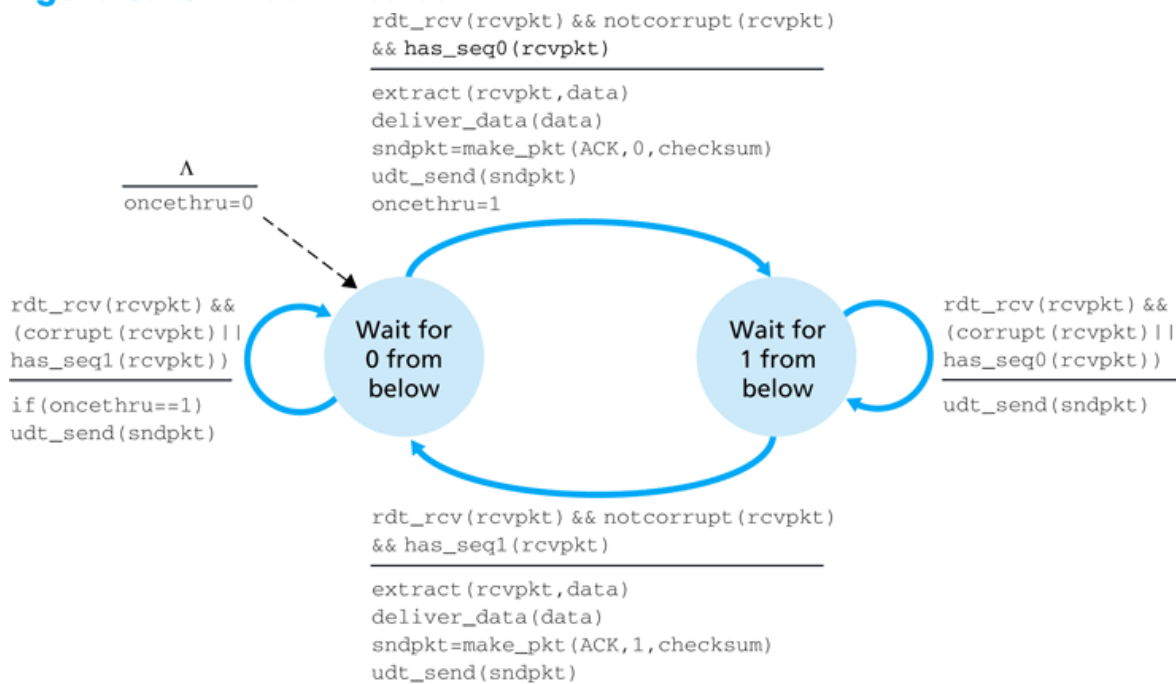 rdt_rcv(rcvpkt) && notcorrupt(rcvpkt)
&& has_seq0(rcvpkt)
extract(rcvpkt,data)
deliver_data(data)
sndpkt=make_pkt(ACK,0,checksum)
udt_send(sndpkt)
oncethru=1
Λ
oncethru=0
rdt_rcv(rcvpkt) &&
(corrupt(rcvpkt)||
has_seq1(rcvpkt))
if(oncethru==1)
udt_send(sndpkt)
Wait for
0 from
below
Wait for
1 from
below
rdt_rcv(rcvpkt) &&
(corrupt(rcvpkt)||
has_seq0(rcvpkt))
udt_send(sndpkt)
rdt_rcv(rcvpkt) && notcorrupt(rcvpkt)
&& has_seq1(rcvpkt)
extract(rcvpkt,data)
deliver_data(data)
sndpkt=make_pkt(ACK,1,checksum)
udt_send(sndpkt)